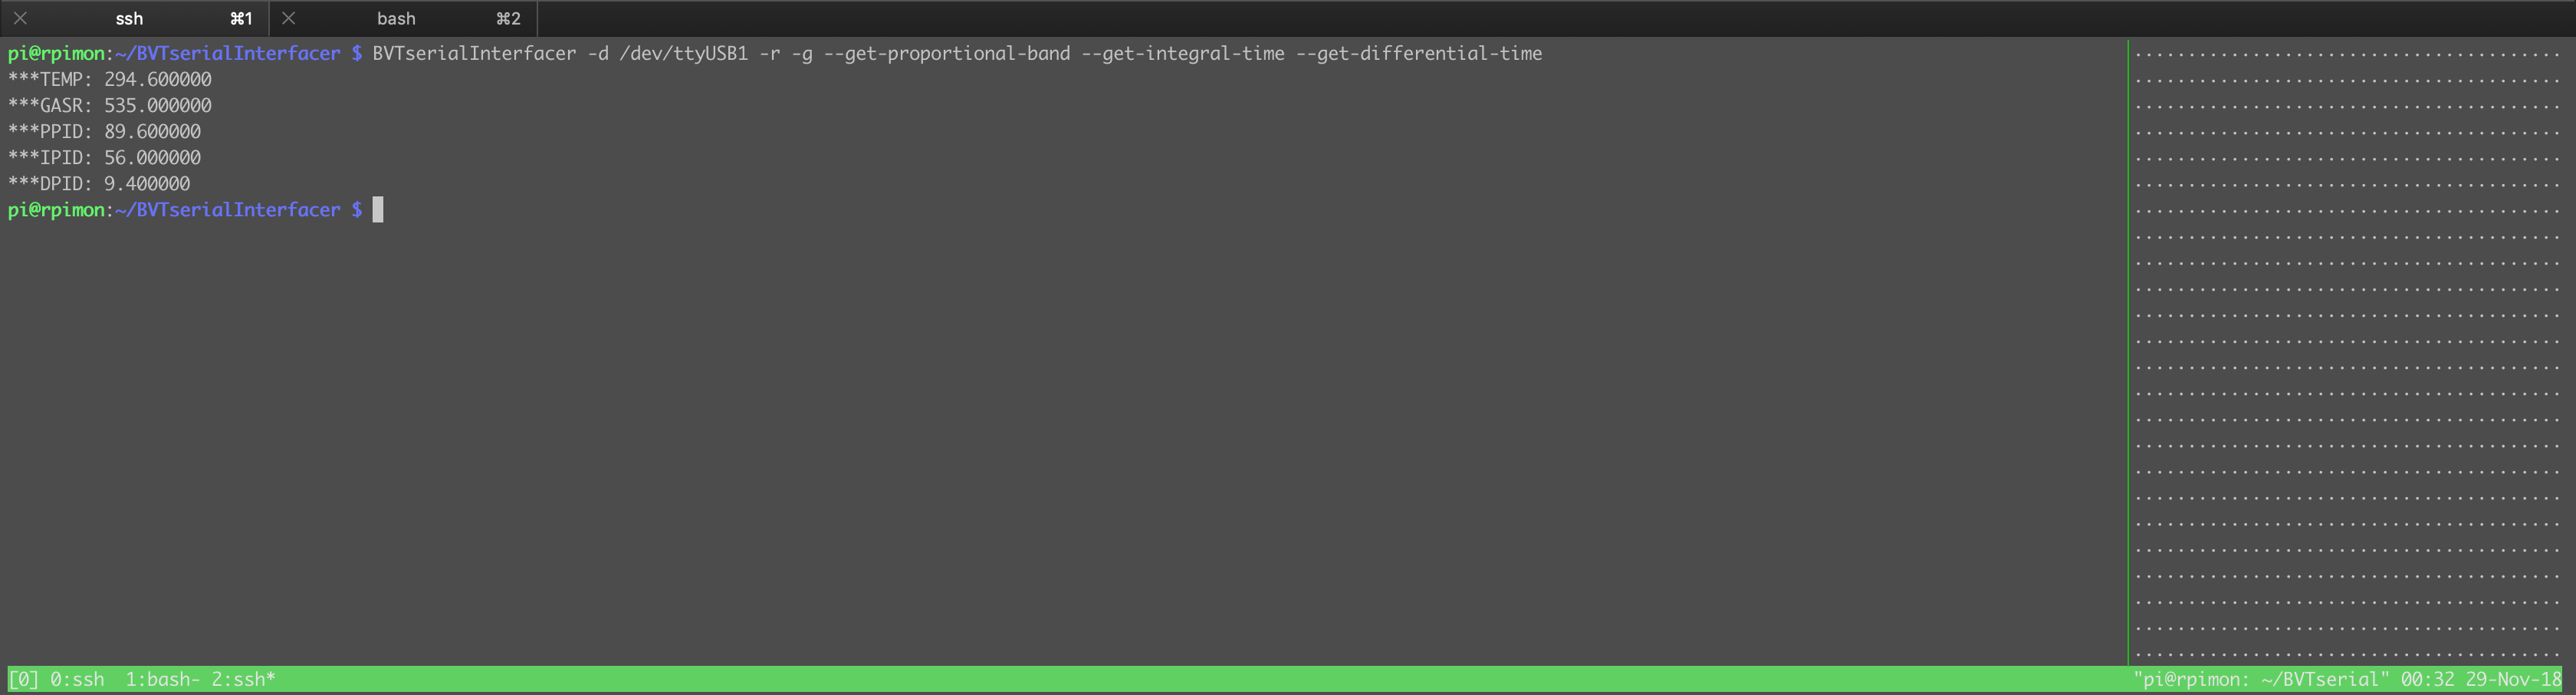 ssh ⌘1 bash ⌘2
pi@rpimon:~/BVTserialInterfacer $ BVTserialInterfacer -d /dev/ttyUSB1 -r -g --get-proportional-band --get-integral-time --get-differential-time
***TEMP: 294.600000
***GASR: 535.000000
***PPID: 89.600000
***IPID: 56.000000
***DPID: 9.400000
pi@rpimon:~/BVTserialInterfacer $
[0] 0:ssh  1:bash- 2:ssh* "pi@rpimon: ~/BVTserial" 00:32 29-Nov-18